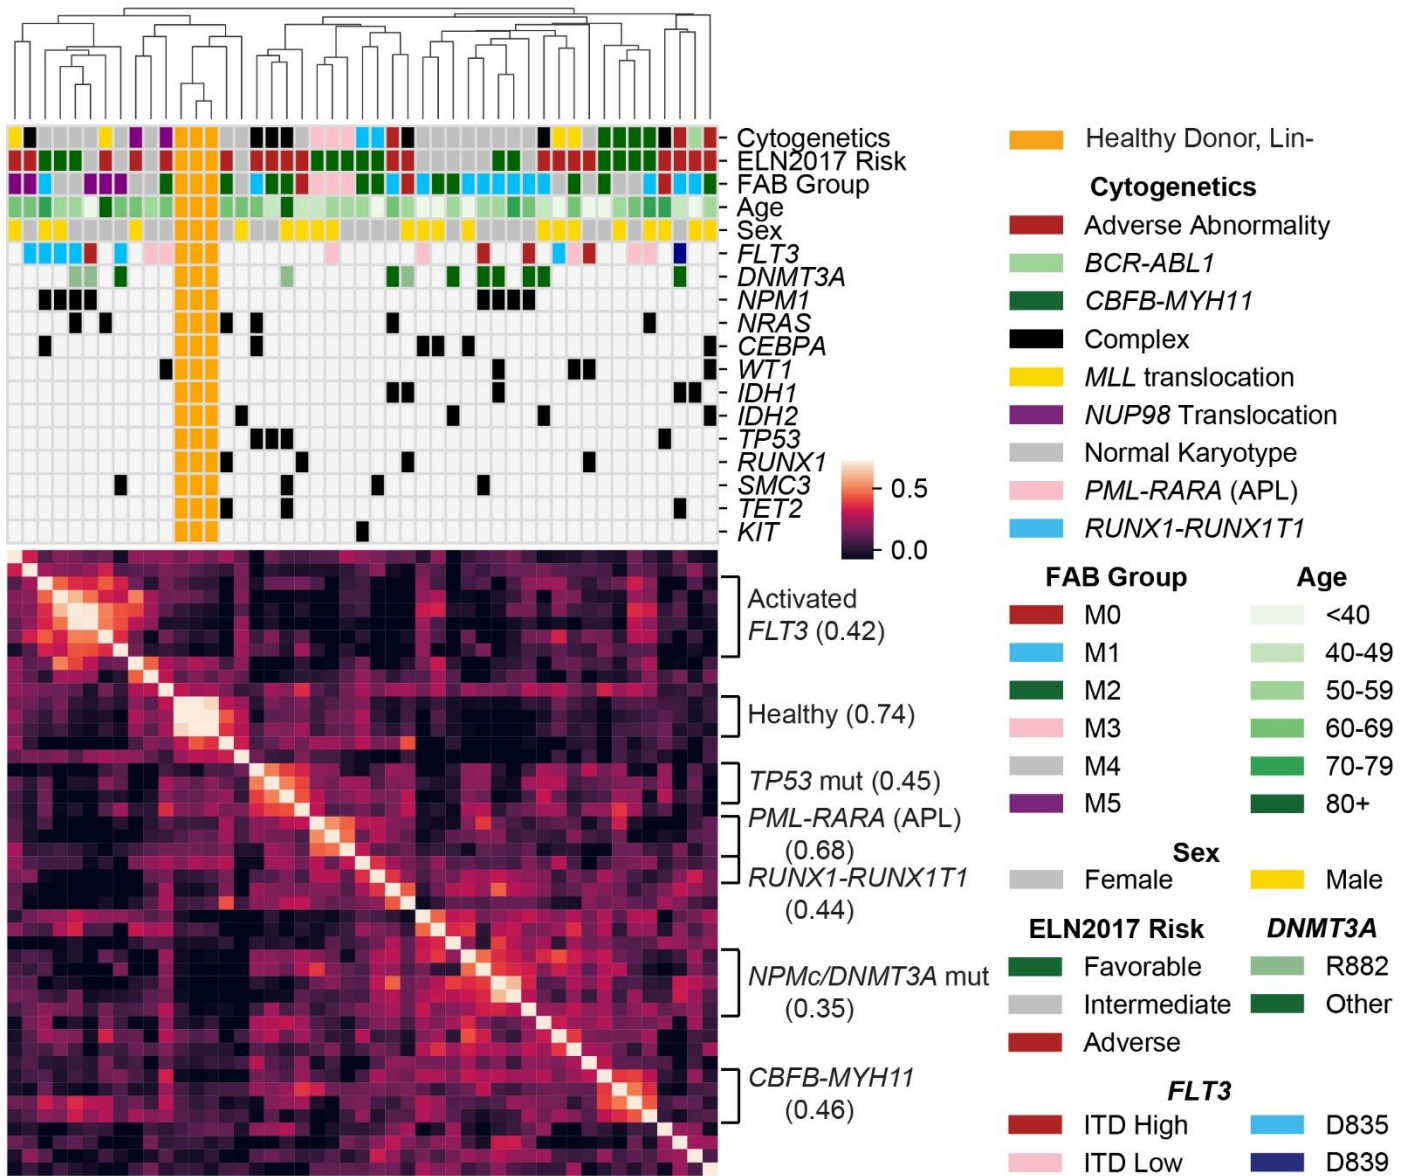 Cytogenetics
ELN2017 Risk
FAB Group
Age
Sex
FLT3
DNMT3A
NPM1
NRAS
CEBPA
WT1
IDH1
IDH2
TP53
RUNX1
SMC3
TET2
KIT
0.5
0.0
Activated
FLT3 (0.42)
Healthy (0.74)
TP53 mut (0.45)
PML-RARA (APL)
(0.68)
RUNX1-RUNX1T1
(0.44)
NPMc/DNMT3A mut
(0.35)
CBFB-MYH11
(0.46)
Healthy Donor, Lin-
Cytogenetics
Adverse Abnormality
BCR-ABL1
CBFB-MYH11
Complex
MLL translocation
NUP98 Translocation
Normal Karyotype
PML-RARA (APL)
RUNX1-RUNX1T1
FAB Group
M0
M1
M2
M3
M4
M5
Age
<40
40-49
50-59
60-69
70-79
80+
Sex
Female
Male
ELN2017 Risk
Favorable
Intermediate
Adverse
DNMT3A
R882
Other
FLT3
ITD High
ITD Low
D835
D839